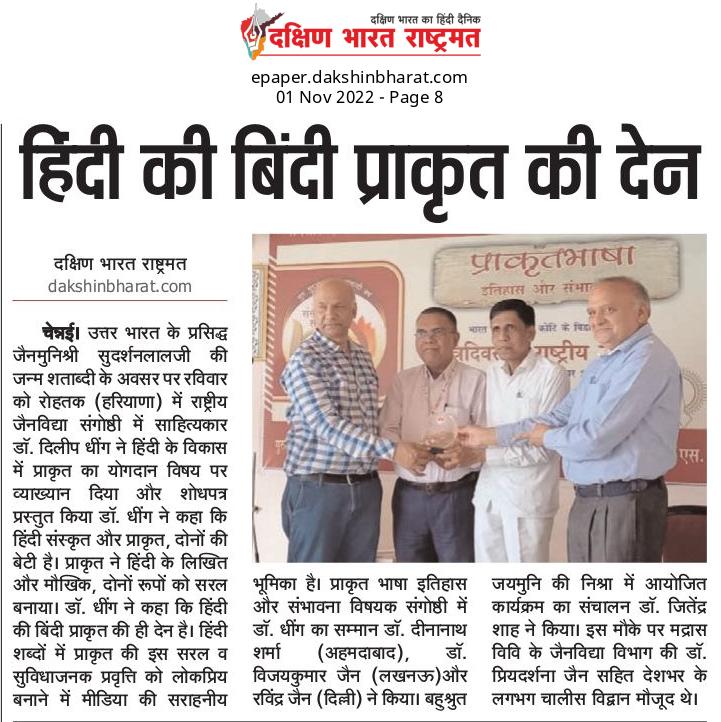 दक्षिण भारत का हिंदी दैनिक
दक्षिण भारत राष्ट्रमत
epaper.dakshinbharat.com
01 Nov 2022 - Page 8
हिंदी की बिंदी प्राकृत की देन
दक्षिण भारत राष्ट्रमत
dakshinbharat.com
चेन्नई। उत्तर भारत के प्रसिद्ध
जैनमुनिश्री सुदर्शनलालजी की
जन्म शताब्दी के अवसर पर रविवार
को रोहतक (हरियाणा) में राष्ट्रीय
जैनविद्या संगोष्ठी में साहित्यकार
डॉ. दिलीप धींग ने हिंदी के विकास
में प्राकृत का योगदान विषय पर
व्याख्यान दिया और शोधपत्र
प्रस्तुत किया डॉ. धींग ने कहा कि
हिंदी संस्कृत और प्राकृत, दोनों की
बेटी है। प्राकृत ने हिंदी के लिखित
और मौखिक, दोनों रूपों को सरल
बनाया। डॉ. धींग ने कहा कि हिंदी
की बिंदी प्राकृत की ही देन है। हिंदी
शब्दों में प्राकृत की इस सरल व
सुविधाजनक प्रवृत्ति को लोकप्रिय
बनाने में मीडिया की सराहनीय
प्राकृतभाषा
इतिहास और संभा
भारत
कोटि के विद्व
दिवस
राष्ट्रीय
एस.
भूमिका है। प्राकृत भाषा इतिहास
और संभावना विषयक संगोष्ठी में
डॉ. धींग का सम्मान डॉ. दीनानाथ
शर्मा (अहमदाबाद), डॉ.
विजयकुमार जैन (लखनऊ)और
रविंद्र जैन (दिल्ली) ने किया। बहुश्रुत
जयमुनि की निश्रा में आयोजित
कार्यक्रम का संचालन डॉ. जितेंद्र
शाह ने किया। इस मौके पर मद्रास
विवि के जैनविद्या विभाग की डॉ.
प्रियदर्शना जैन सहित देशभर के
लगभग चालीस विद्वान मौजूद थे।